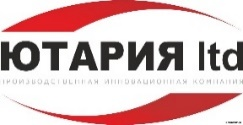 ЮТАРИЯ ltd
ПРОИЗВОДСТВЕННАЯ ИННОВАЦИОННАЯ КОМПАНИЯ